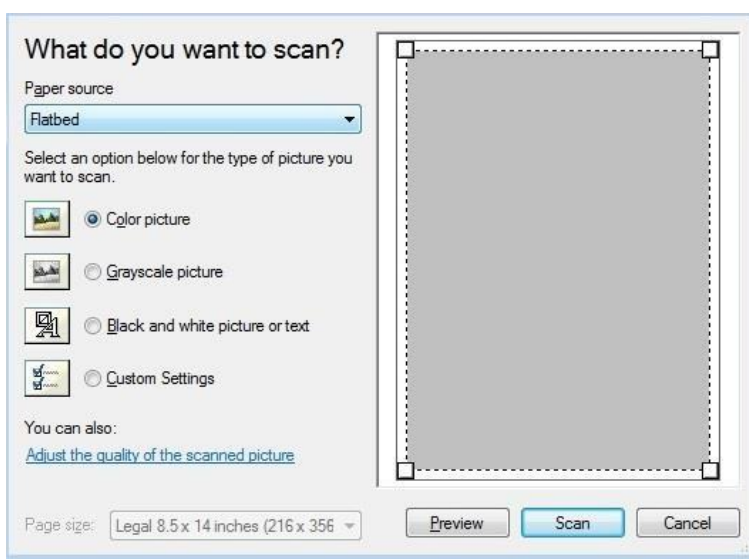 What do you want to scan?
Paper source
Flatbed
Select an option below for the type of picture you
want to scan.
Color picture
Grayscale picture
Black and white picture or text
Custom Settings
You can also:
Adjust the quality of the scanned picture
Page size: Legal 8.5 x 14 inches (216 x 356
Preview Scan Cancel